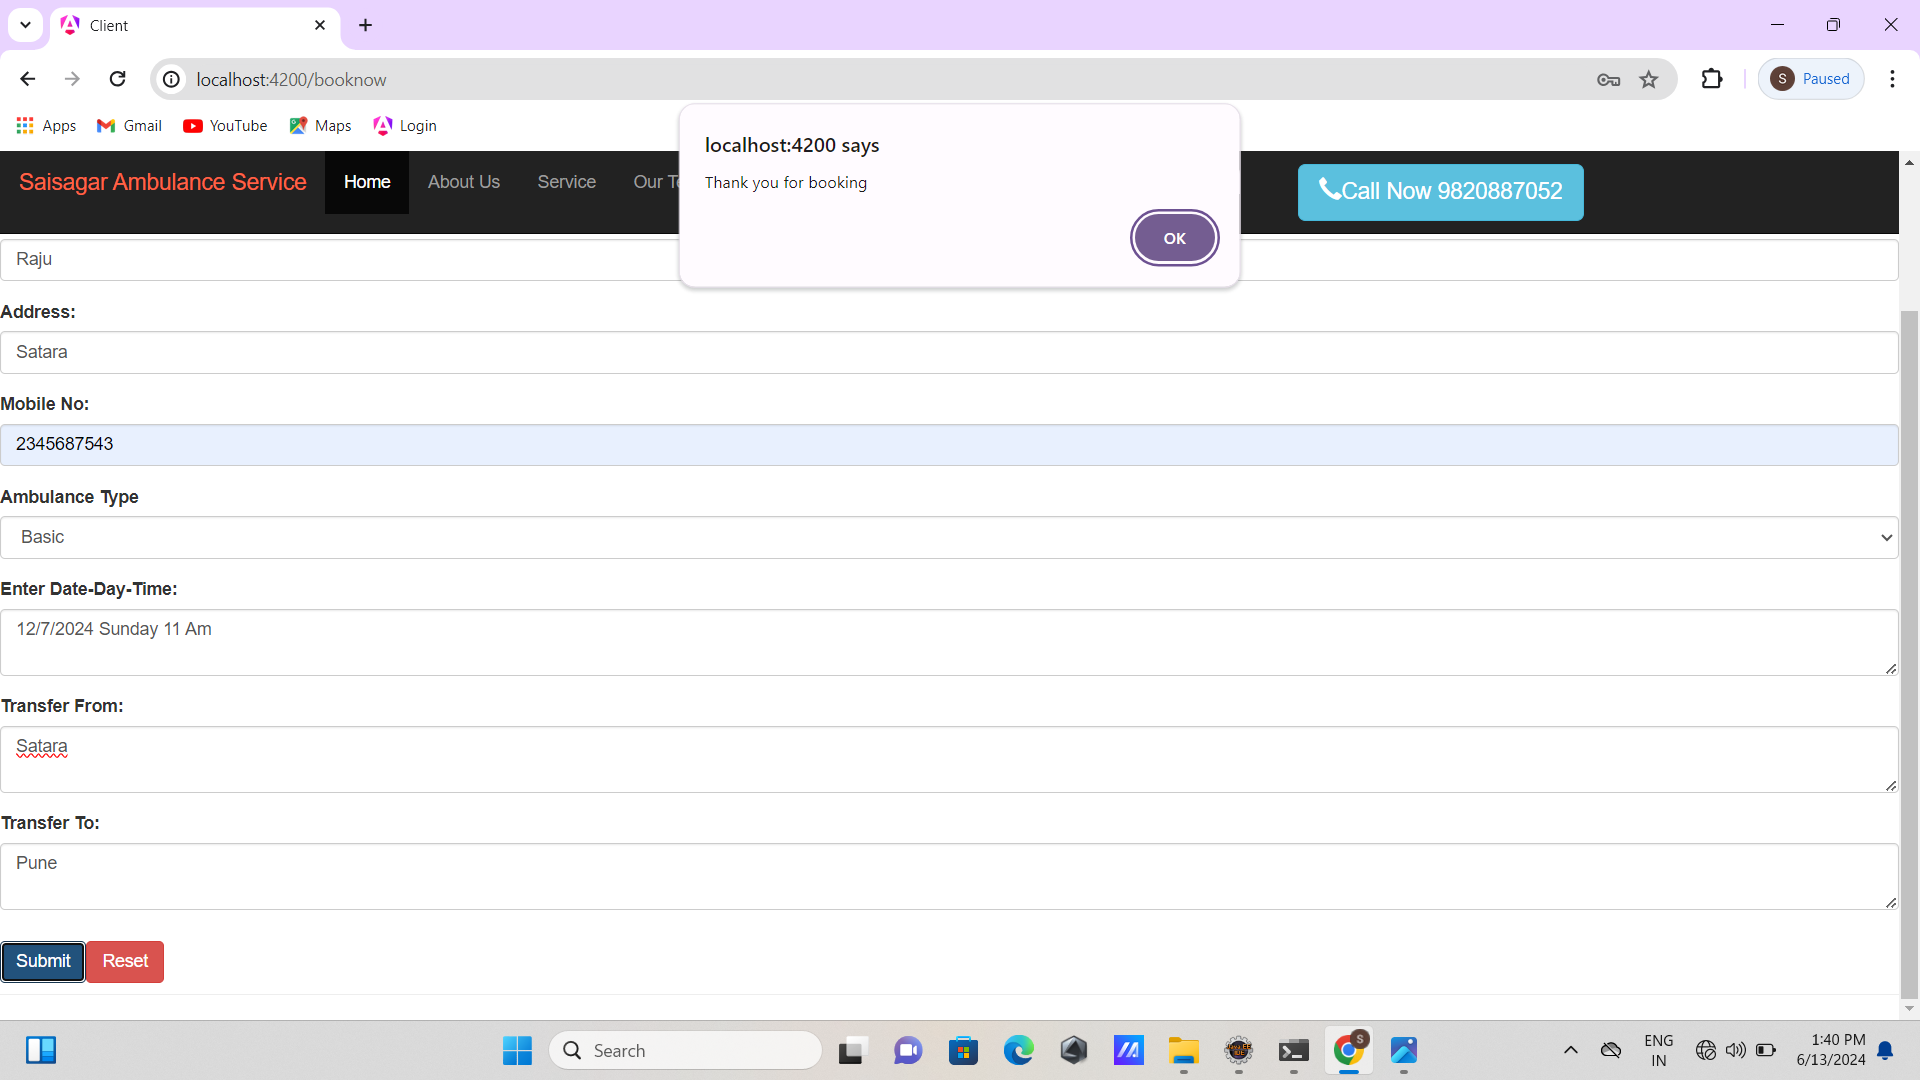 Client
localhost:4200/booknow
S Paused
Apps Gmail YouTube Maps Login
localhost:4200 says
Thank you for booking
OK
Saisagar Ambulance Service Home About Us Service Our Te Call Now 9820887052
Raju
Address:
Satara
Mobile No:
2345687543
Ambulance Type
Basic
Enter Date-Day-Time:
12/7/2024 Sunday 11 Am
Transfer From:
Satara
Transfer To:
Pune
Submit Reset
Search
S
ENG
IN
1:40 PM
6/13/2024